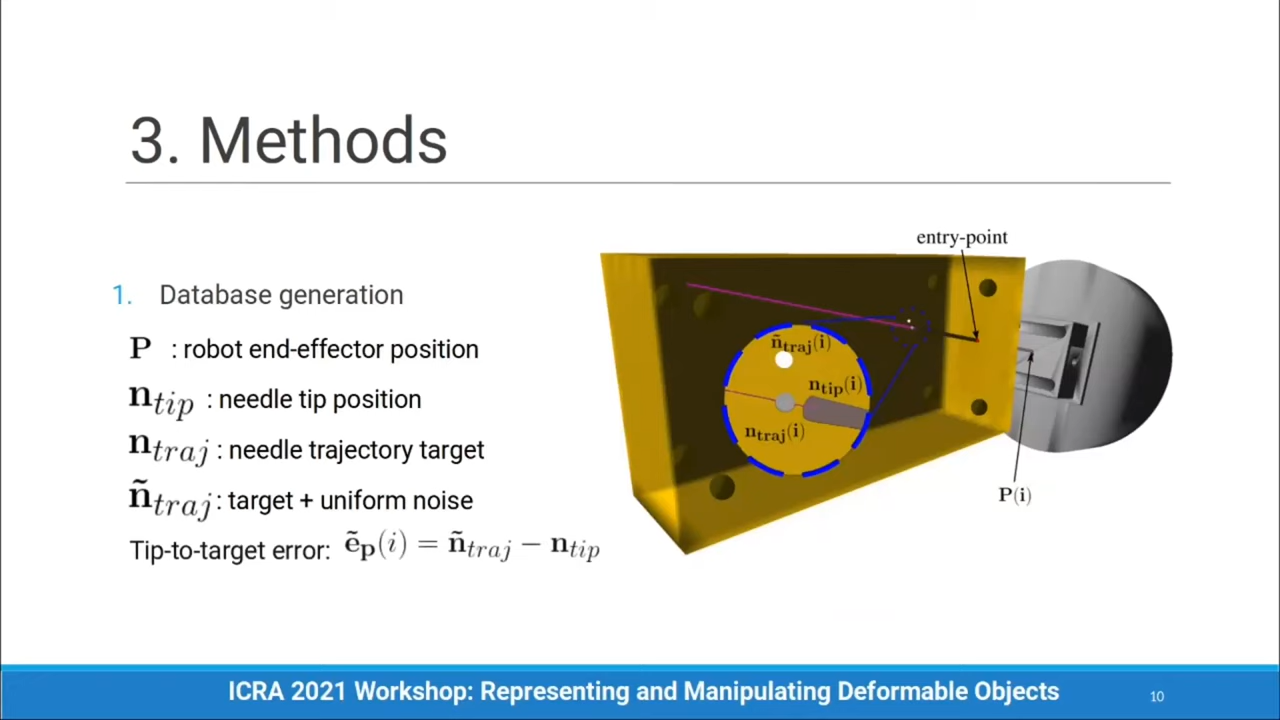 3. Methods
1. Database generation
P : robot end-effector position
n_tip : needle tip position
n_traj : needle trajectory target
ñ_traj : target + uniform noise
Tip-to-target error: ẽ_P(i) = ñ_traj − n_tip
entry-point
ñ_traj(i)
n_tip(i)
n_traj(i)
P(i)
ICRA 2021 Workshop: Representing and Manipulating Deformable Objects
10